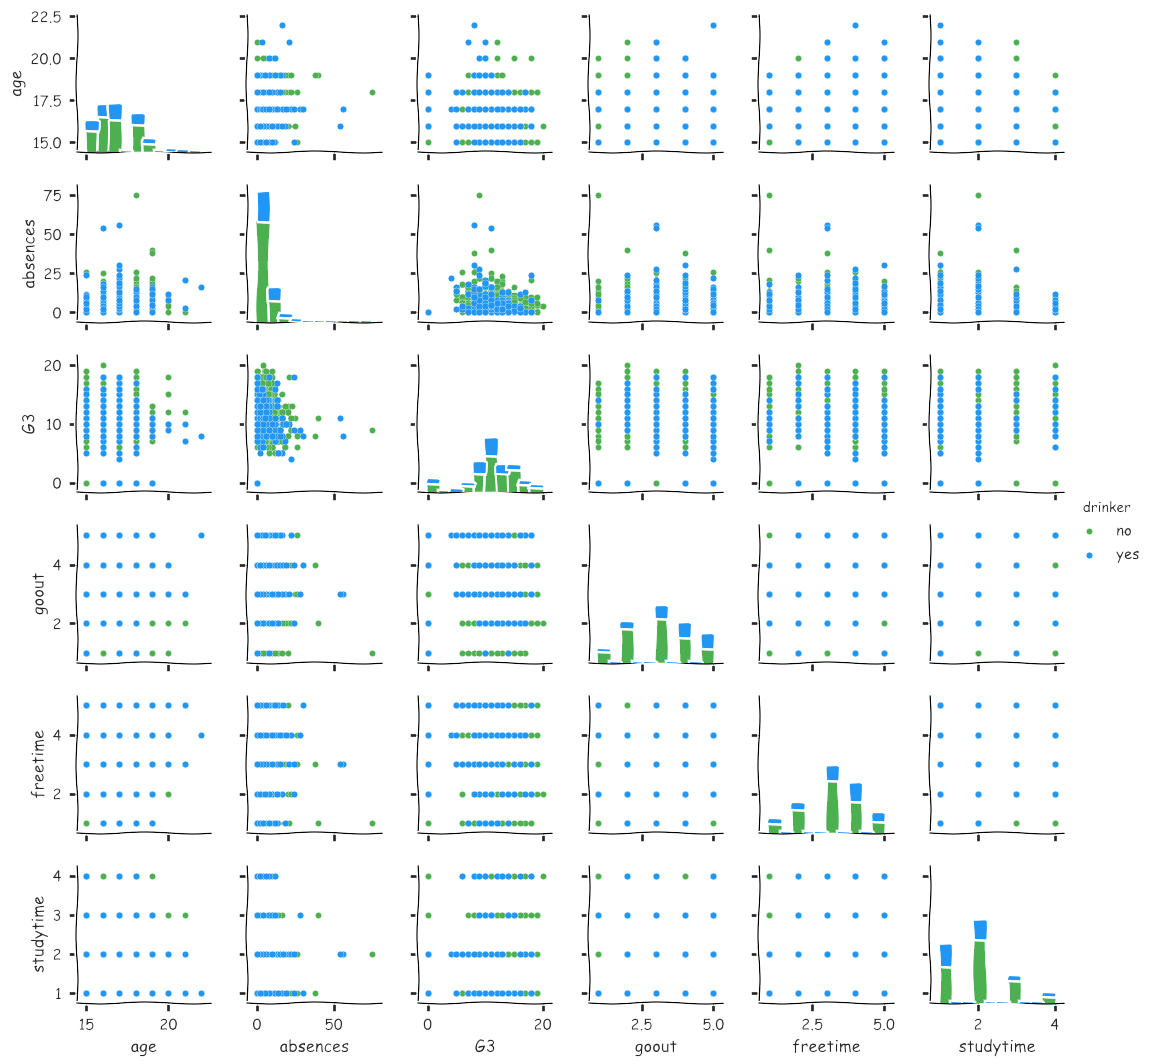 22.5
20.0
17.5
15.0
age
75
50
25
0
absences
20
10
0
G3
4
2
goout
drinker
no
yes
4
2
freetime
4
3
2
1
studytime
15 20 0 50 0 20 2.5 5.0 2.5 5.0 2 4
age absences G3 goout freetime studytime